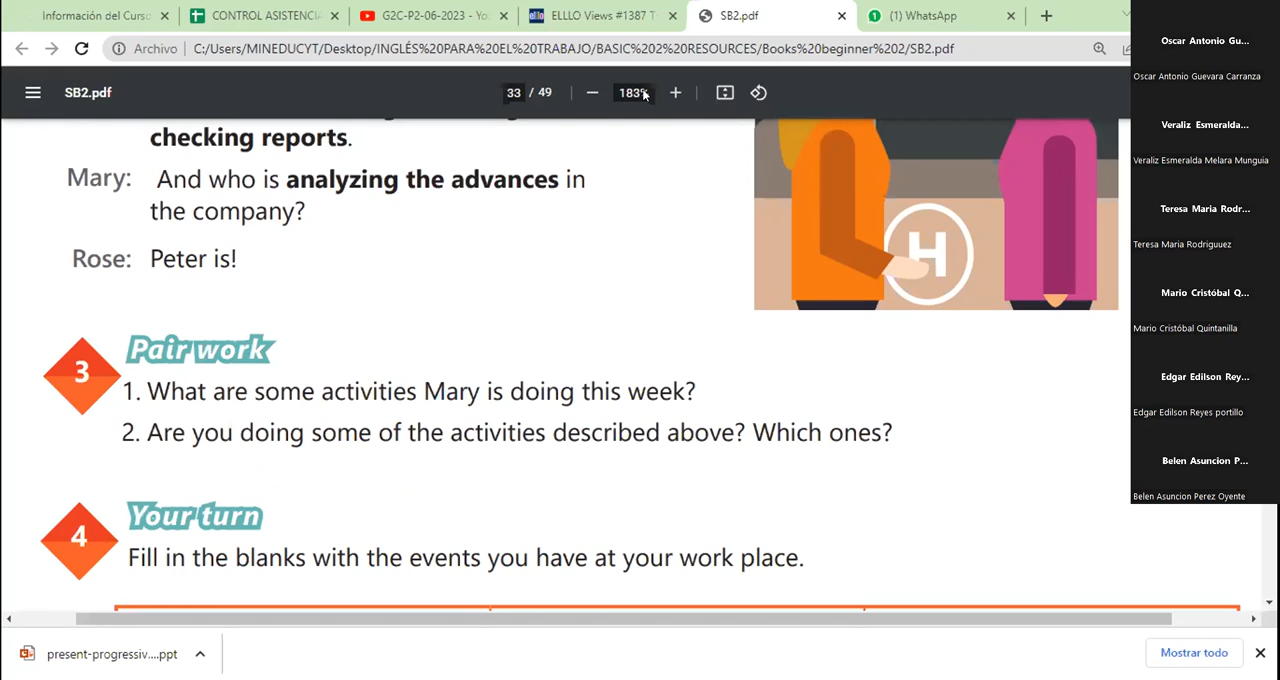 Información del Curso
CONTROL ASISTENCIA
G2C-P2-06-2023 - Yo
ELLLO Views #1387 T
SB2.pdf
(1) WhatsApp
Archivo
C:/Users/MINEDUCYT/Desktop/INGLÉS%20PARA%20EL%20TRABAJO/BASIC%202%20RESOURCES/Books%20beginner%202/SB2.pdf
SB2.pdf
33 / 49
183%
checking reports.
Mary: And who is analyzing the advances in
the company?
Rose: Peter is!
H
3
Pair work
1. What are some activities Mary is doing this week?
2. Are you doing some of the activities described above? Which ones?
4
Your turn
Fill in the blanks with the events you have at your work place.
Oscar Antonio Gu...
Oscar Antonio Guevara Carranza
Veraliz Esmeralda...
Veraliz Esmeralda Melara Munguia
Teresa Maria Rodr...
Teresa Maria Rodriguuez
Mario Cristóbal Q...
Mario Cristóbal Quintanilla
Edgar Edilson Rey...
Edgar Edilson Reyes portillo
Belen Asuncion P...
Belen Asuncion Perez Oyente
present-progressiv....ppt
Mostrar todo